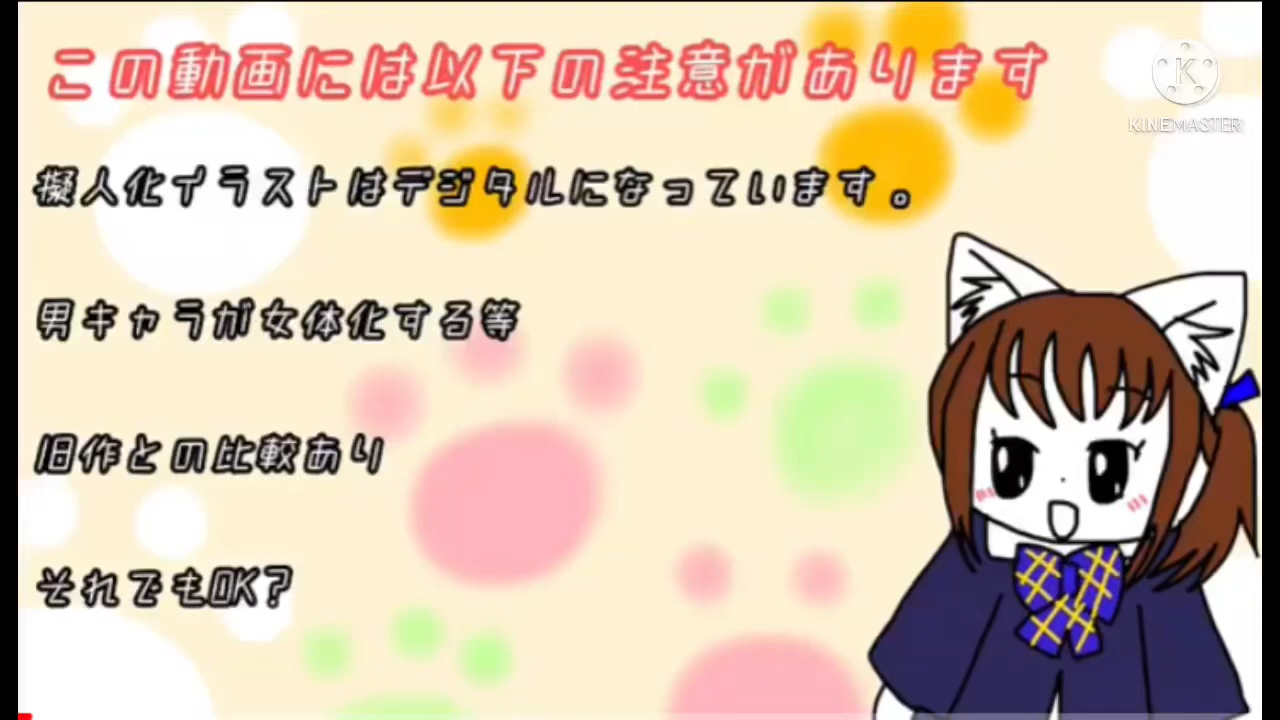 この動画には以下の注意があります
KINEMASTER
擬人化イラストはデジタルになっています。
男キャラが女体化する等
旧作との比較あり
それでもOK?